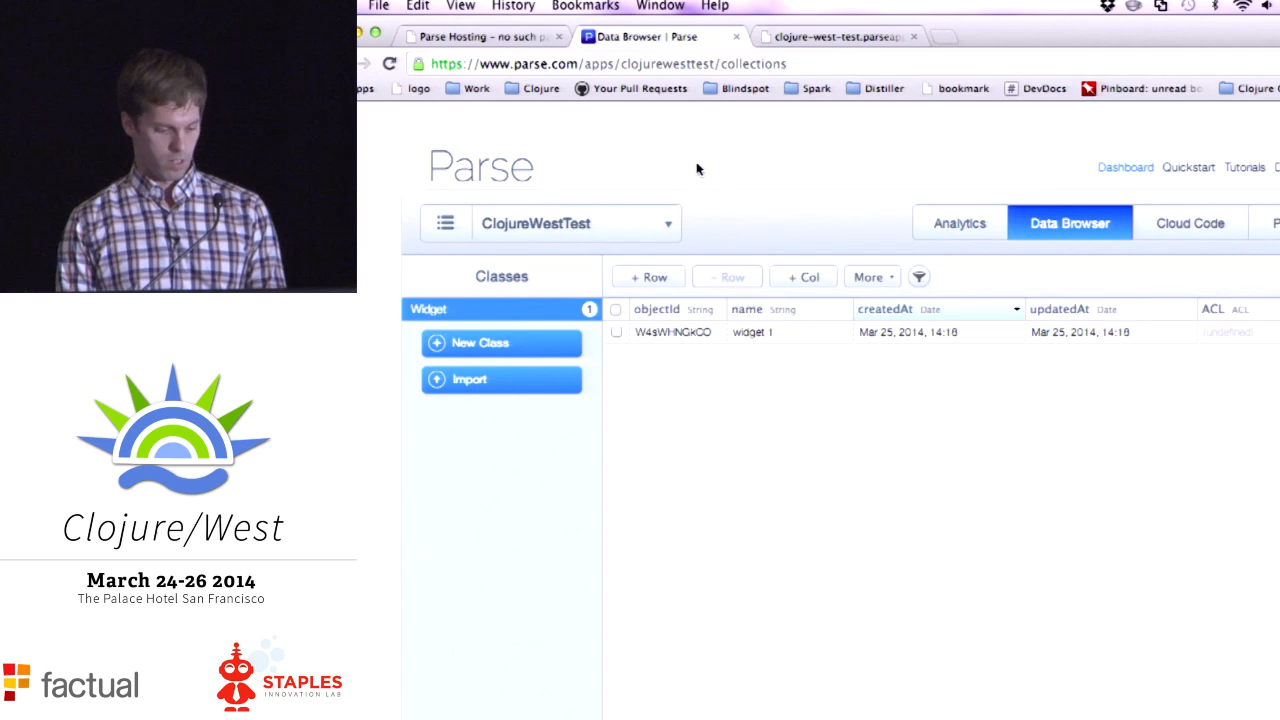 File Edit View History Bookmarks Window Help
Parse Hosting – no such
Data Browser | Parse
clojure-west-test.parseap
https://www.parse.com/apps/clojurewesttest/collections
logo Work Clojure Your Pull Requests Blindspot Spark Distiller bookmark DevDocs Pinboard: unread Clojure
Parse
Dashboard Quickstart Tutorials
ClojureWestTest
Analytics Data Browser Cloud Code
Classes
+ Row - Row + Col More
Widget 1
objectId String name String createdAt Date updatedAt Date ACL ACL
widget 1 Mar 25, 2014, 14:18 Mar 25, 2014, 14:18 (undefined)
New Class
Import
Clojure/West
March 24-26 2014
The Palace Hotel San Francisco
factual
STAPLES
INNOVATION LAB